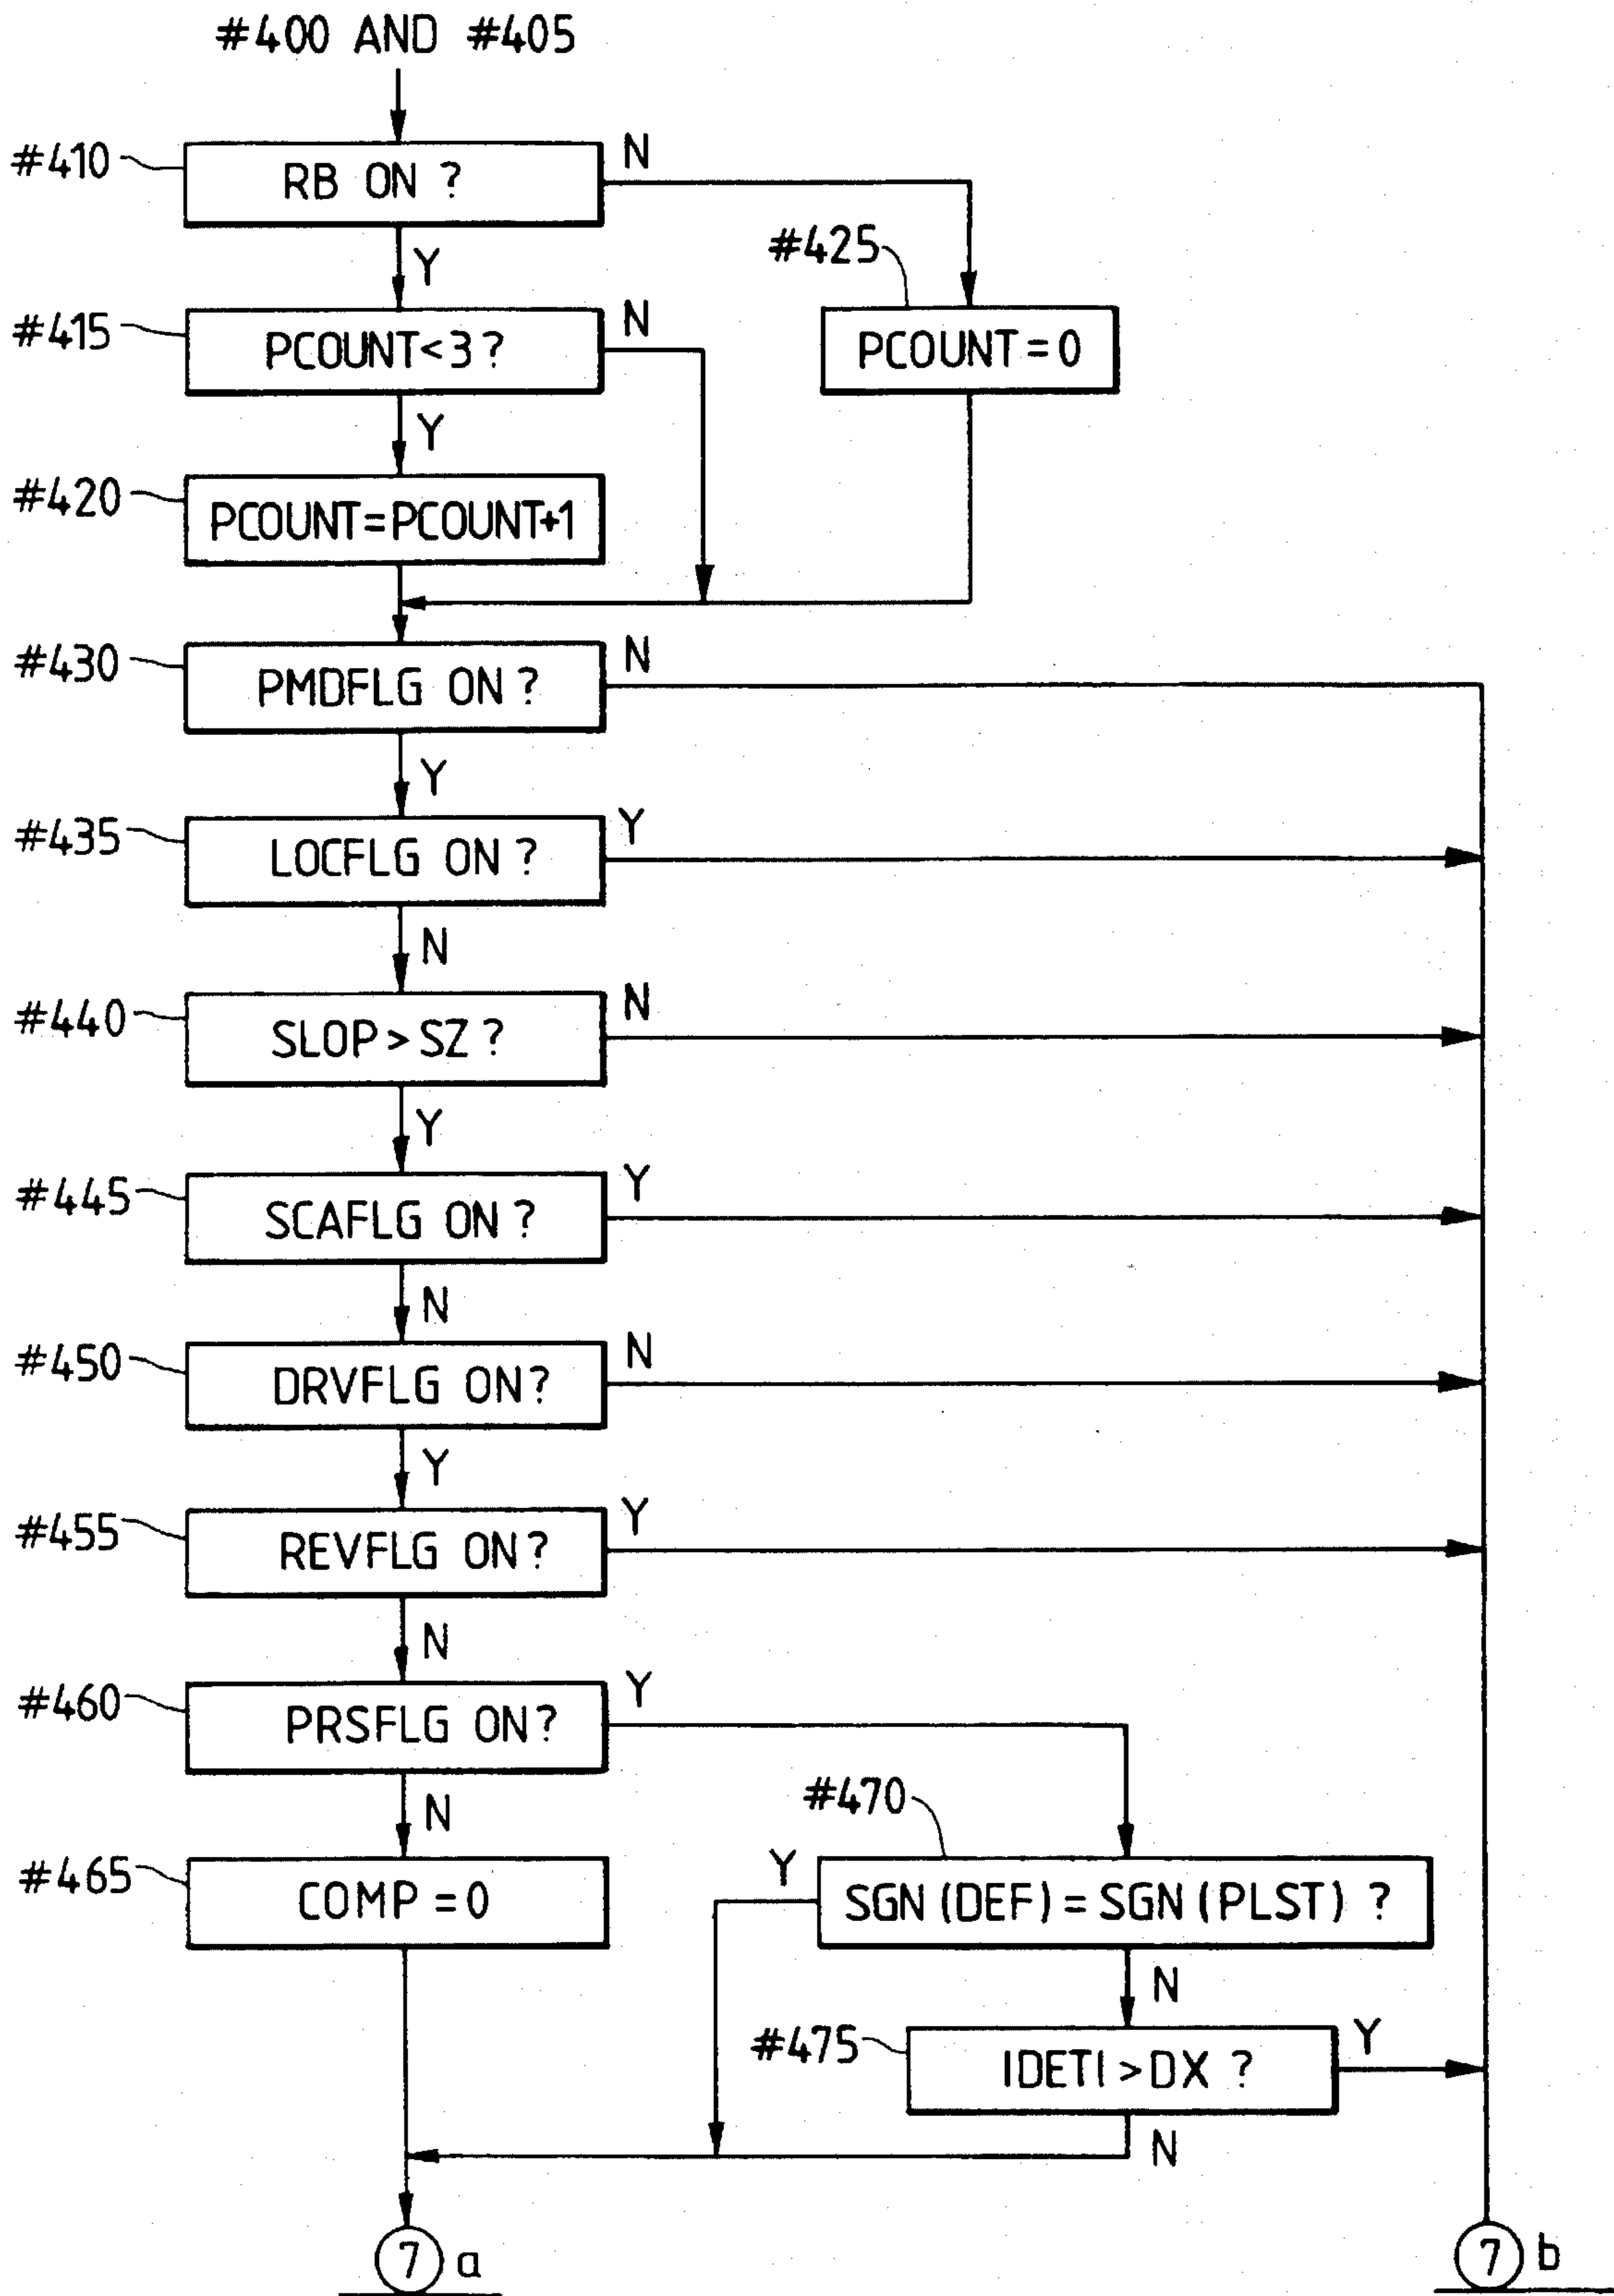 #400 AND #405
#410
RB ON ?
N
Y
#425
#415
PCOUNT<3?
N
PCOUNT=0
Y
#420
PCOUNT=PCOUNT+1
#430
PMDFLG ON ?
N
Y
#435
LOCFLG ON ?
Y
N
#440
SLOP>SZ ?
N
Y
#445
SCAFLG ON ?
Y
N
#450
DRVFLG ON?
N
Y
#455
REVFLG ON?
Y
N
#460
PRSFLG ON?
Y
N
#470
#465
COMP=0
Y
SGN(DEF)=SGN(PLST) ?
N
#475
IDETI>DX ?
Y
N
7 a
7 b